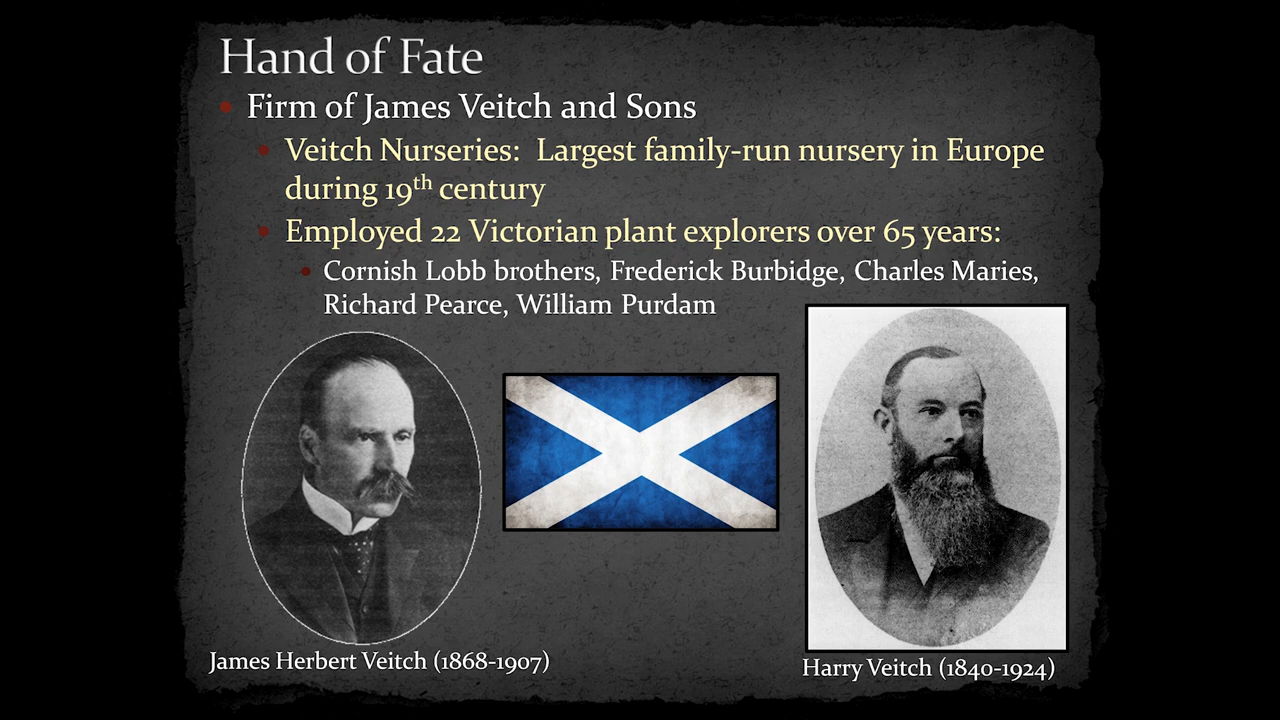 Hand of Fate
Firm of James Veitch and Sons
Veitch Nurseries: Largest family-run nursery in Europe
during 19th century
Employed 22 Victorian plant explorers over 65 years:
Cornish Lobb brothers, Frederick Burbidge, Charles Maries,
Richard Pearce, William Purdam
James Herbert Veitch (1868-1907)
Harry Veitch (1840-1924)